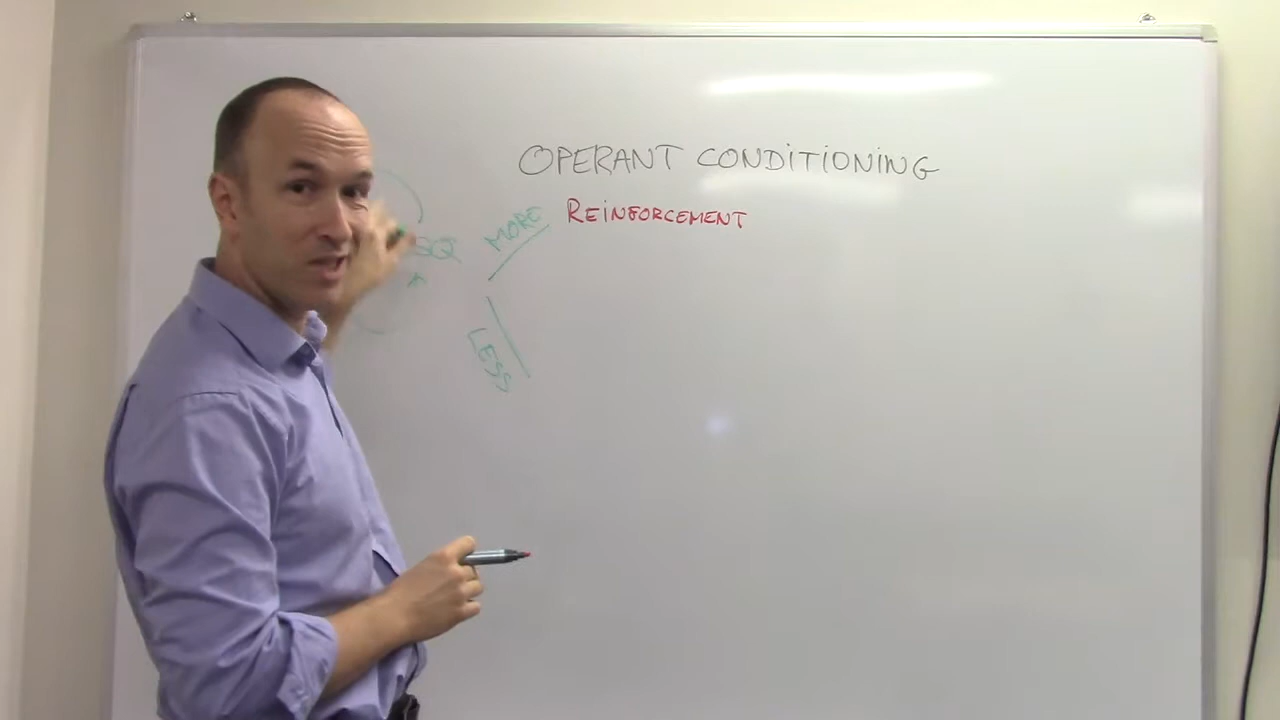 OPERANT CONDITIONING
REINFORCEMENT
MORE
SQ
LESS